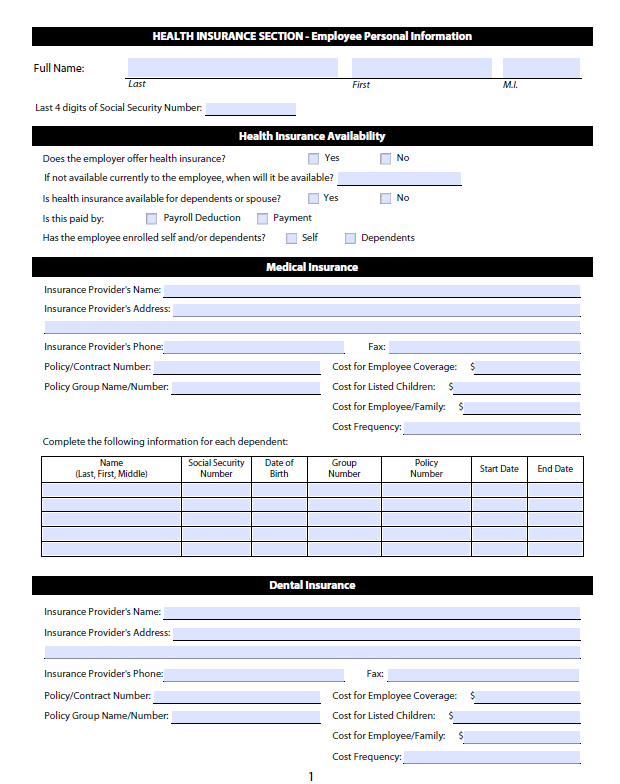 HEALTH INSURANCE SECTION - Employee Personal Information
Full Name:
Last First M.I.
Last 4 digits of Social Security Number:
Health Insurance Availability
Does the employer offer health insurance? Yes No
If not available currently to the employee, when will it be available?
Is health insurance available for dependents or spouse? Yes No
Is this paid by: Payroll Deduction Payment
Has the employee enrolled self and/or dependents? Self Dependents
Medical Insurance
Insurance Provider's Name:
Insurance Provider's Address:
Insurance Provider's Phone: Fax:
Policy/Contract Number: Cost for Employee Coverage: $
Policy Group Name/Number: Cost for Listed Children: $
Cost for Employee/Family: $
Cost Frequency:
Complete the following information for each dependent:
Name Social Security Date of Group Policy Start Date End Date
(Last, First, Middle) Number Birth Number Number
Dental Insurance
Insurance Provider's Name:
Insurance Provider's Address:
Insurance Provider's Phone: Fax:
Policy/Contract Number: Cost for Employee Coverage: $
Policy Group Name/Number: Cost for Listed Children: $
Cost for Employee/Family: $
Cost Frequency:
1